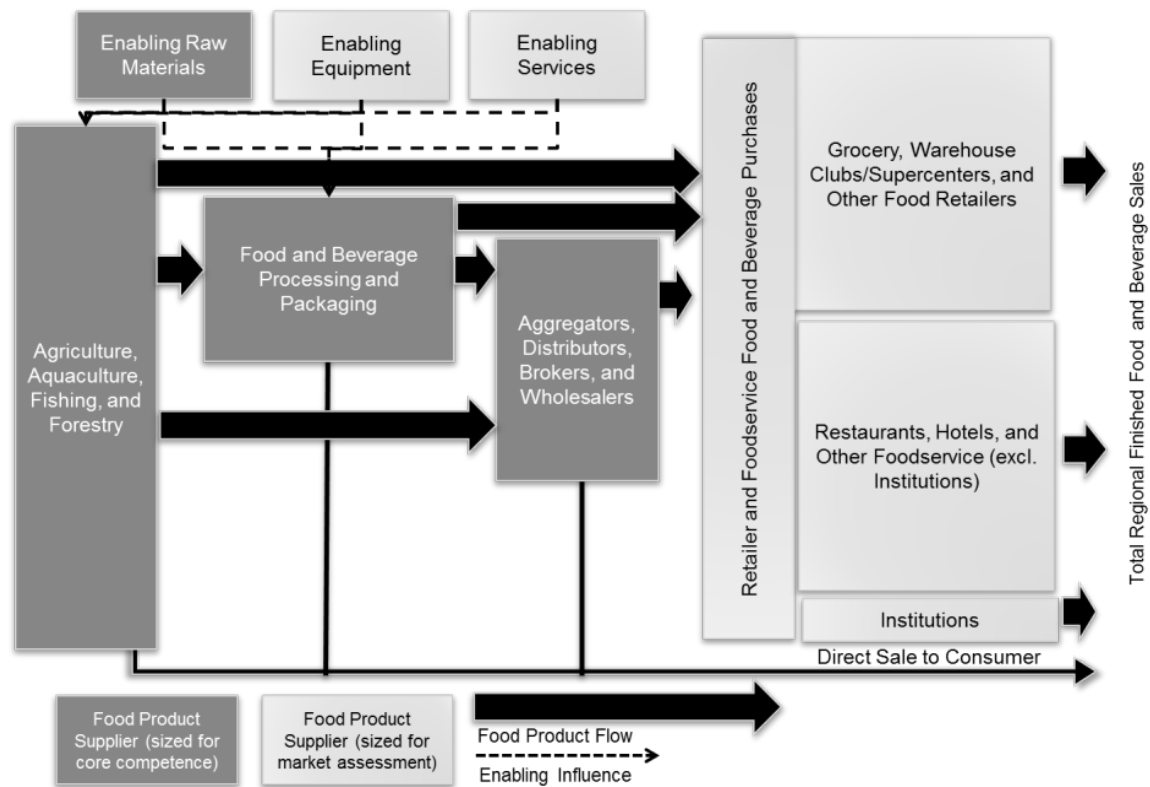 Enabling Raw
Materials
Enabling
Equipment
Enabling
Services
Agriculture,
Aquaculture,
Fishing, and
Forestry
Food and Beverage
Processing and
Packaging
Aggregators,
Distributors,
Brokers, and
Wholesalers
Retailer and Foodservice Food and Beverage Purchases
Grocery, Warehouse
Clubs/Supercenters, and
Other Food Retailers
Restaurants, Hotels, and
Other Foodservice (excl.
Institutions)
Institutions
Total Regional Finished Food and Beverage Sales
Direct Sale to Consumer
Food Product
Supplier (sized for
core competence)
Food Product
Supplier (sized for
market assessment)
Food Product Flow
Enabling Influence